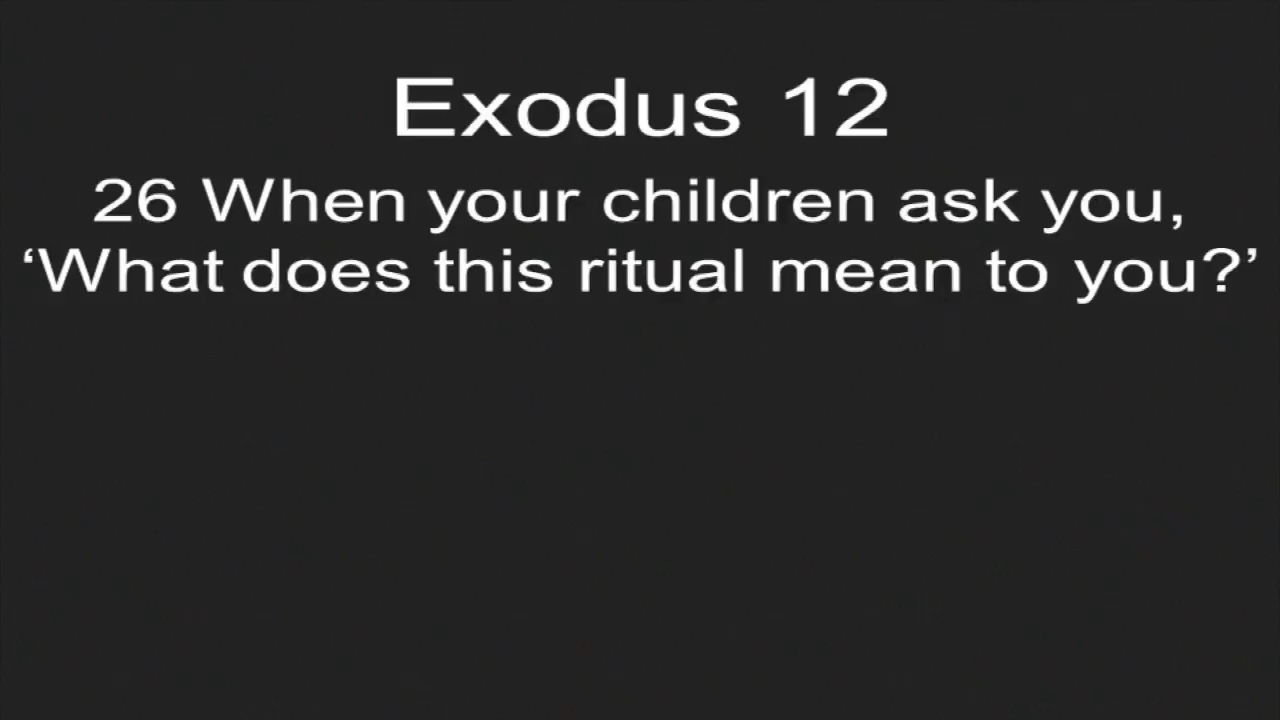 Exodus 12
26 When your children ask you,
‘What does this ritual mean to you?’